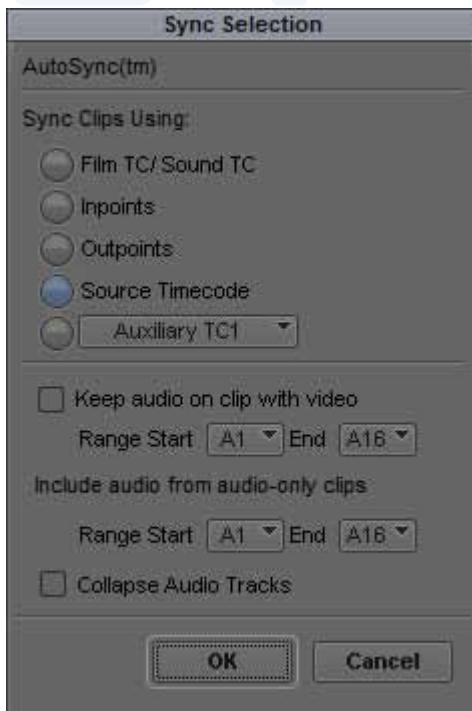 Sync Selection
AutoSync(tm)
Sync Clips Using:
Film TC/ Sound TC
Inpoints
Outpoints
Source Timecode
Auxiliary TC1
Keep audio on clip with video
Range Start A1 End A16
Include audio from audio-only clips
Range Start A1 End A16
Collapse Audio Tracks
OK Cancel